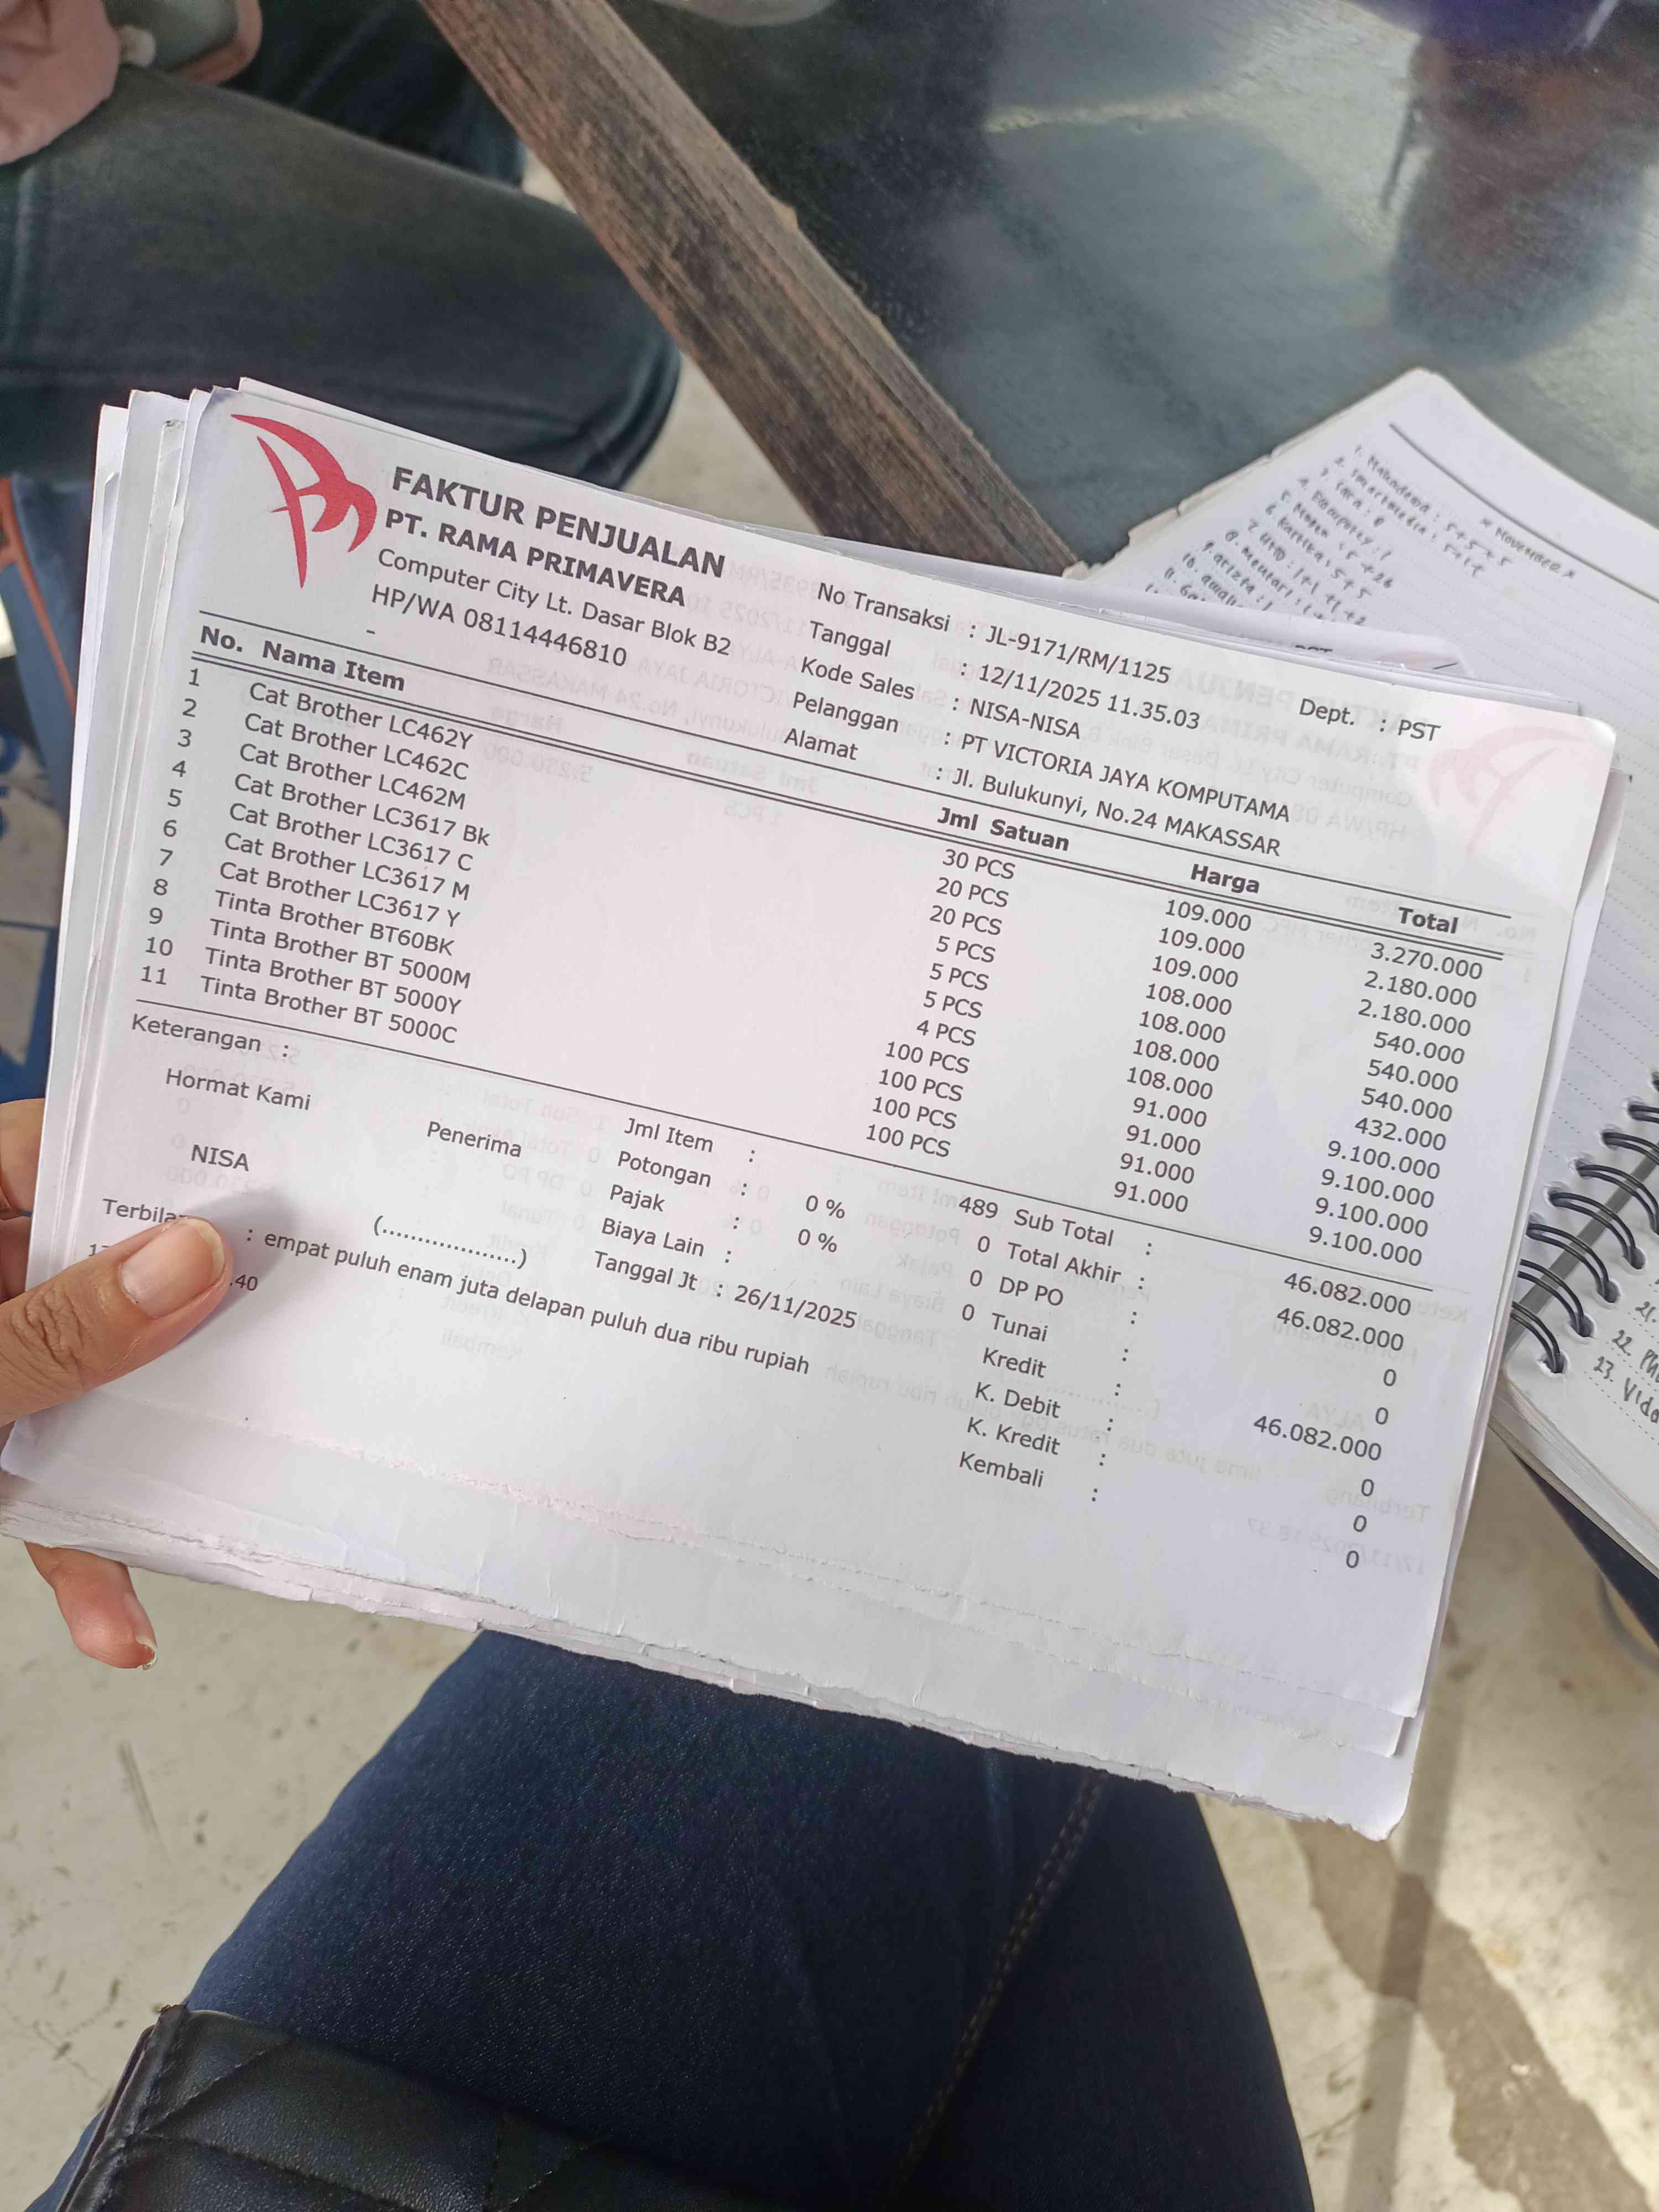 FAKTUR PENJUALAN
PT. RAMA PRIMAVERA
Computer City Lt. Dasar Blok B2
HP/WA 08114446810
-
No Transaksi : JL-9171/RM/1125 Dept. : PST
Tanggal : 12/11/2025 11.35.03
Kode Sales : NISA-NISA
Pelanggan : PT VICTORIA JAYA KOMPUTAMA
Alamat : Jl. Bulukunyi, No.24 MAKASSAR
No. Nama Item Jml Satuan Harga Total
1 Cat Brother LC462Y 30 PCS 109.000 3.270.000
2 Cat Brother LC462C 20 PCS 109.000 2.180.000
3 Cat Brother LC462M 20 PCS 109.000 2.180.000
4 Cat Brother LC3617 Bk 5 PCS 108.000 540.000
5 Cat Brother LC3617 C 5 PCS 108.000 540.000
6 Cat Brother LC3617 M 5 PCS 108.000 540.000
7 Cat Brother LC3617 Y 4 PCS 108.000 432.000
8 Tinta Brother BT60BK 100 PCS 91.000 9.100.000
9 Tinta Brother BT 5000M 100 PCS 91.000 9.100.000
10 Tinta Brother BT 5000Y 100 PCS 91.000 9.100.000
11 Tinta Brother BT 5000C 100 PCS 91.000 9.100.000
Keterangan :
Hormat Kami
Penerima
NISA
(...................)
Jml Item : 489
Potongan : 0 % 0
Pajak : 0 % 0
Biaya Lain : 0
Tanggal Jt : 26/11/2025
Sub Total : 46.082.000
Total Akhir : 46.082.000
DP PO : 0
Tunai : 0
Kredit : 46.082.000
K. Debit : 0
K. Kredit : 0
Kembali : 0
: empat puluh enam juta delapan puluh dua ribu rupiah
.40